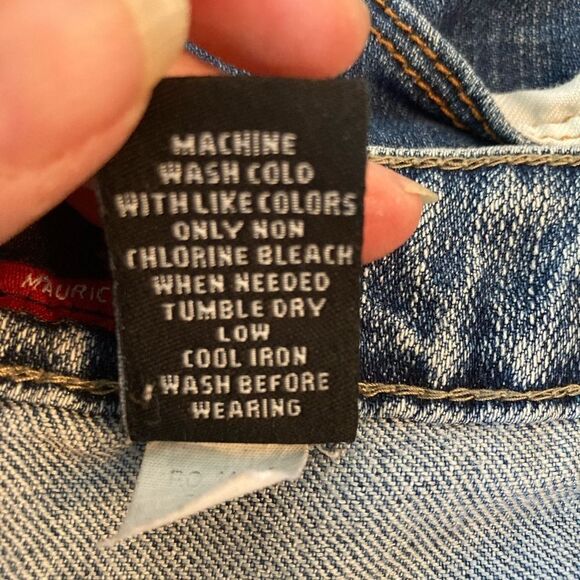 MACHINE
WASH COLD
WITH LIKE COLORS
ONLY NON
CHLORINE BLEACH
WHEN NEEDED
TUMBLE DRY
LOW
COOL IRON
WASH BEFORE
WEARING
MAURIC